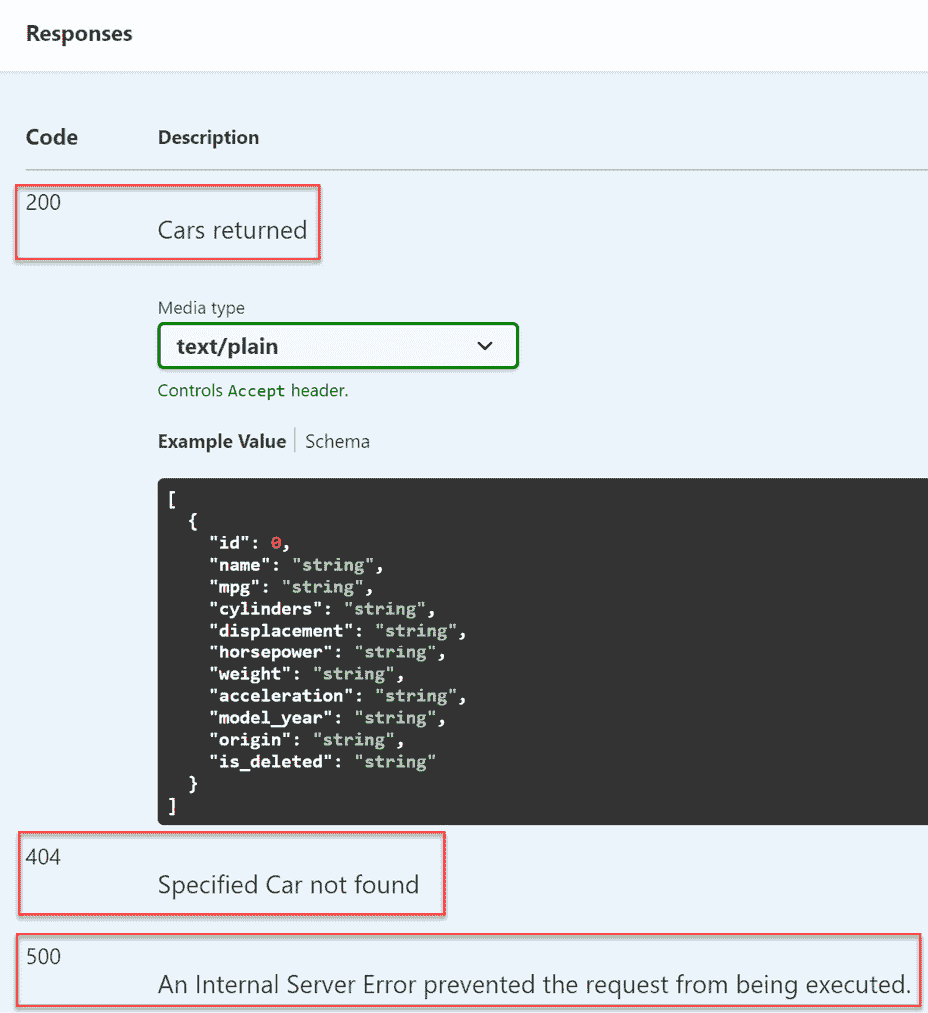 Responses
Code Description
200
Cars returned
Media type
text/plain
Controls Accept header.
Example Value Schema
[
{
"id": 0,
"name": "string",
"mpg": "string",
"cylinders": "string",
"displacement": "string",
"horsepower": "string",
"weight": "string",
"acceleration": "string",
"model_year": "string",
"origin": "string",
"is_deleted": "string"
}
]
404
Specified Car not found
500
An Internal Server Error prevented the request from being executed.